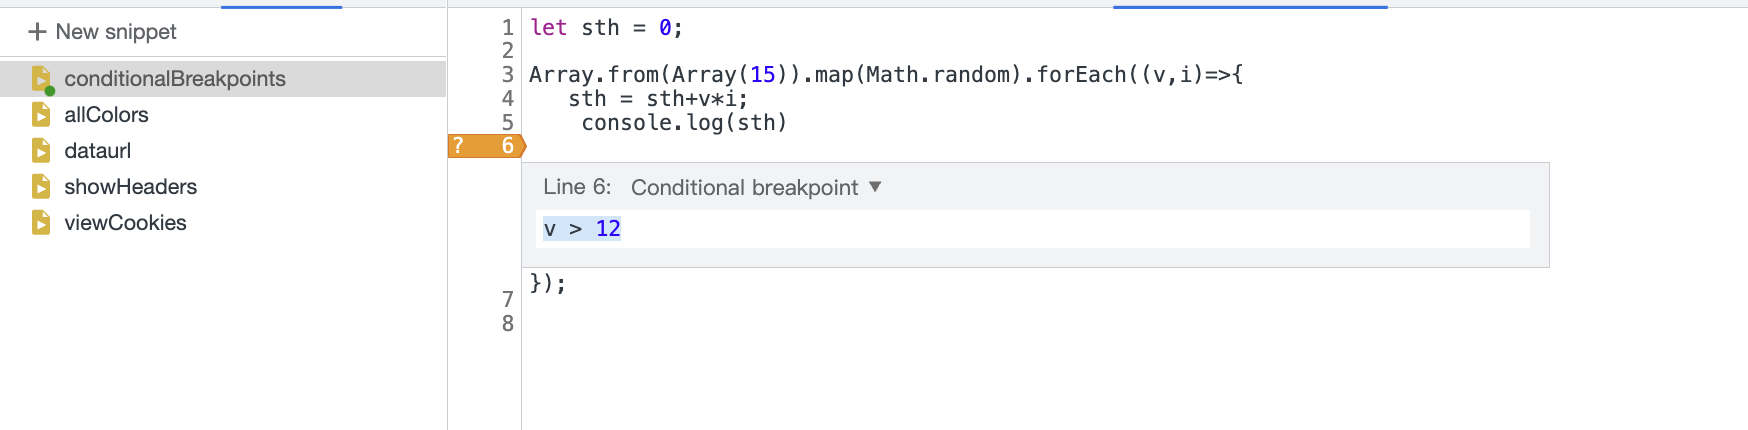 New snippet
conditionalBreakpoints
allColors
dataurl
showHeaders
viewCookies
1 let sth = 0;
2
3 Array.from(Array(15)).map(Math.random).forEach((v,i)=>{
4 sth = sth+v*i;
5 console.log(sth)
? 6
Line 6: Conditional breakpoint
v > 12
});
7
8